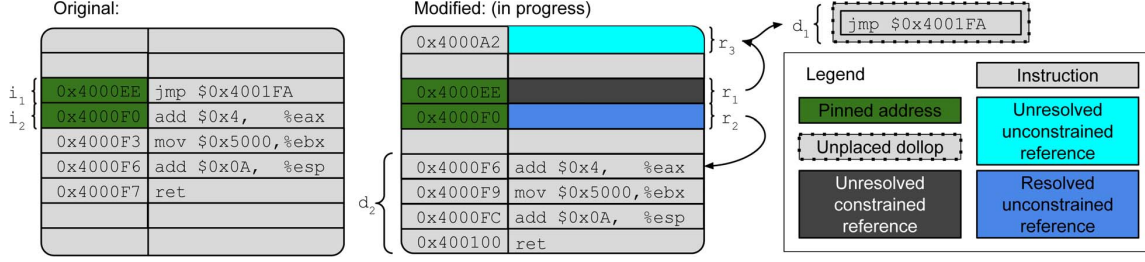 Original:
i1 0x4000EE jmp $0x4001FA
i2 0x4000F0 add $0x4, %eax
0x4000F3 mov $0x5000,%ebx
0x4000F6 add $0x0A, %esp
0x4000F7 ret
Modified: (in progress)
0x4000A2 r3
0x4000EE r1
0x4000F0 r2
d2
0x4000F6 add $0x4, %eax
0x4000F9 mov $0x5000,%ebx
0x4000FC add $0x0A, %esp
0x400100 ret
d1 jmp $0x4001FA
Legend
Pinned address
Unplaced dollop
Unresolved
constrained
reference
Instruction
Unresolved
unconstrained
reference
Resolved
unconstrained
reference